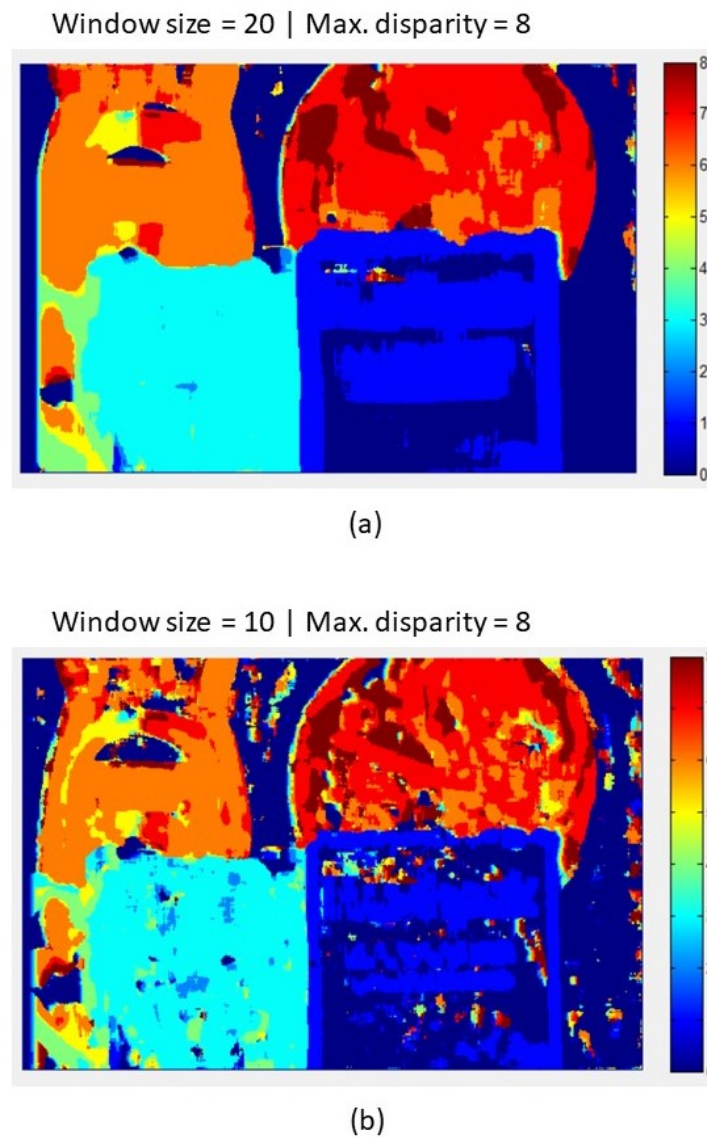 Window size = 20 | Max. disparity = 8
8
7
6
5
4
3
2
1
0
(a)
Window size = 10 | Max. disparity = 8
(b)